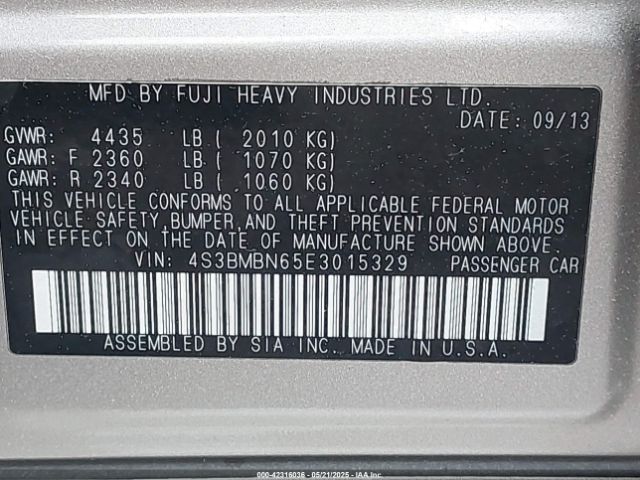 MFD BY FUJI HEAVY INDUSTRIES LTD.
DATE: 09/13
GVWR: 4435 LB ( 2010 KG)
GAWR: F 2360 LB ( 1070 KG)
GAWR: R 2340 LB ( 1060 KG)
THIS VEHICLE CONFORMS TO ALL APPLICABLE FEDERAL MOTOR
VEHICLE SAFETY,BUMPER,AND THEFT PREVENTION STANDARDS
IN EFFECT ON THE DATE OF MANUFACTURE SHOWN ABOVE.
VIN: 4S3BMBN65E3015329 PASSENGER CAR
ASSEMBLED BY SIA INC. MADE IN U.S.A.
000-42316036 - 05/21/2025 - IAA Inc.